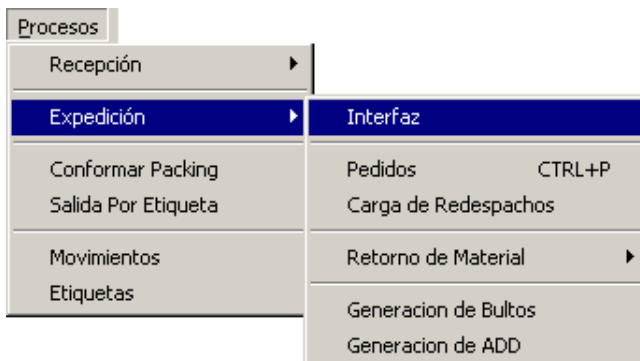 Procesos
Recepción
Expedición
Conformar Packing
Salida Por Etiqueta
Movimientos
Etiquetas
Interfaz
Pedidos CTRL+P
Carga de Redespachos
Retorno de Material
Generacion de Bultos
Generacion de ADD